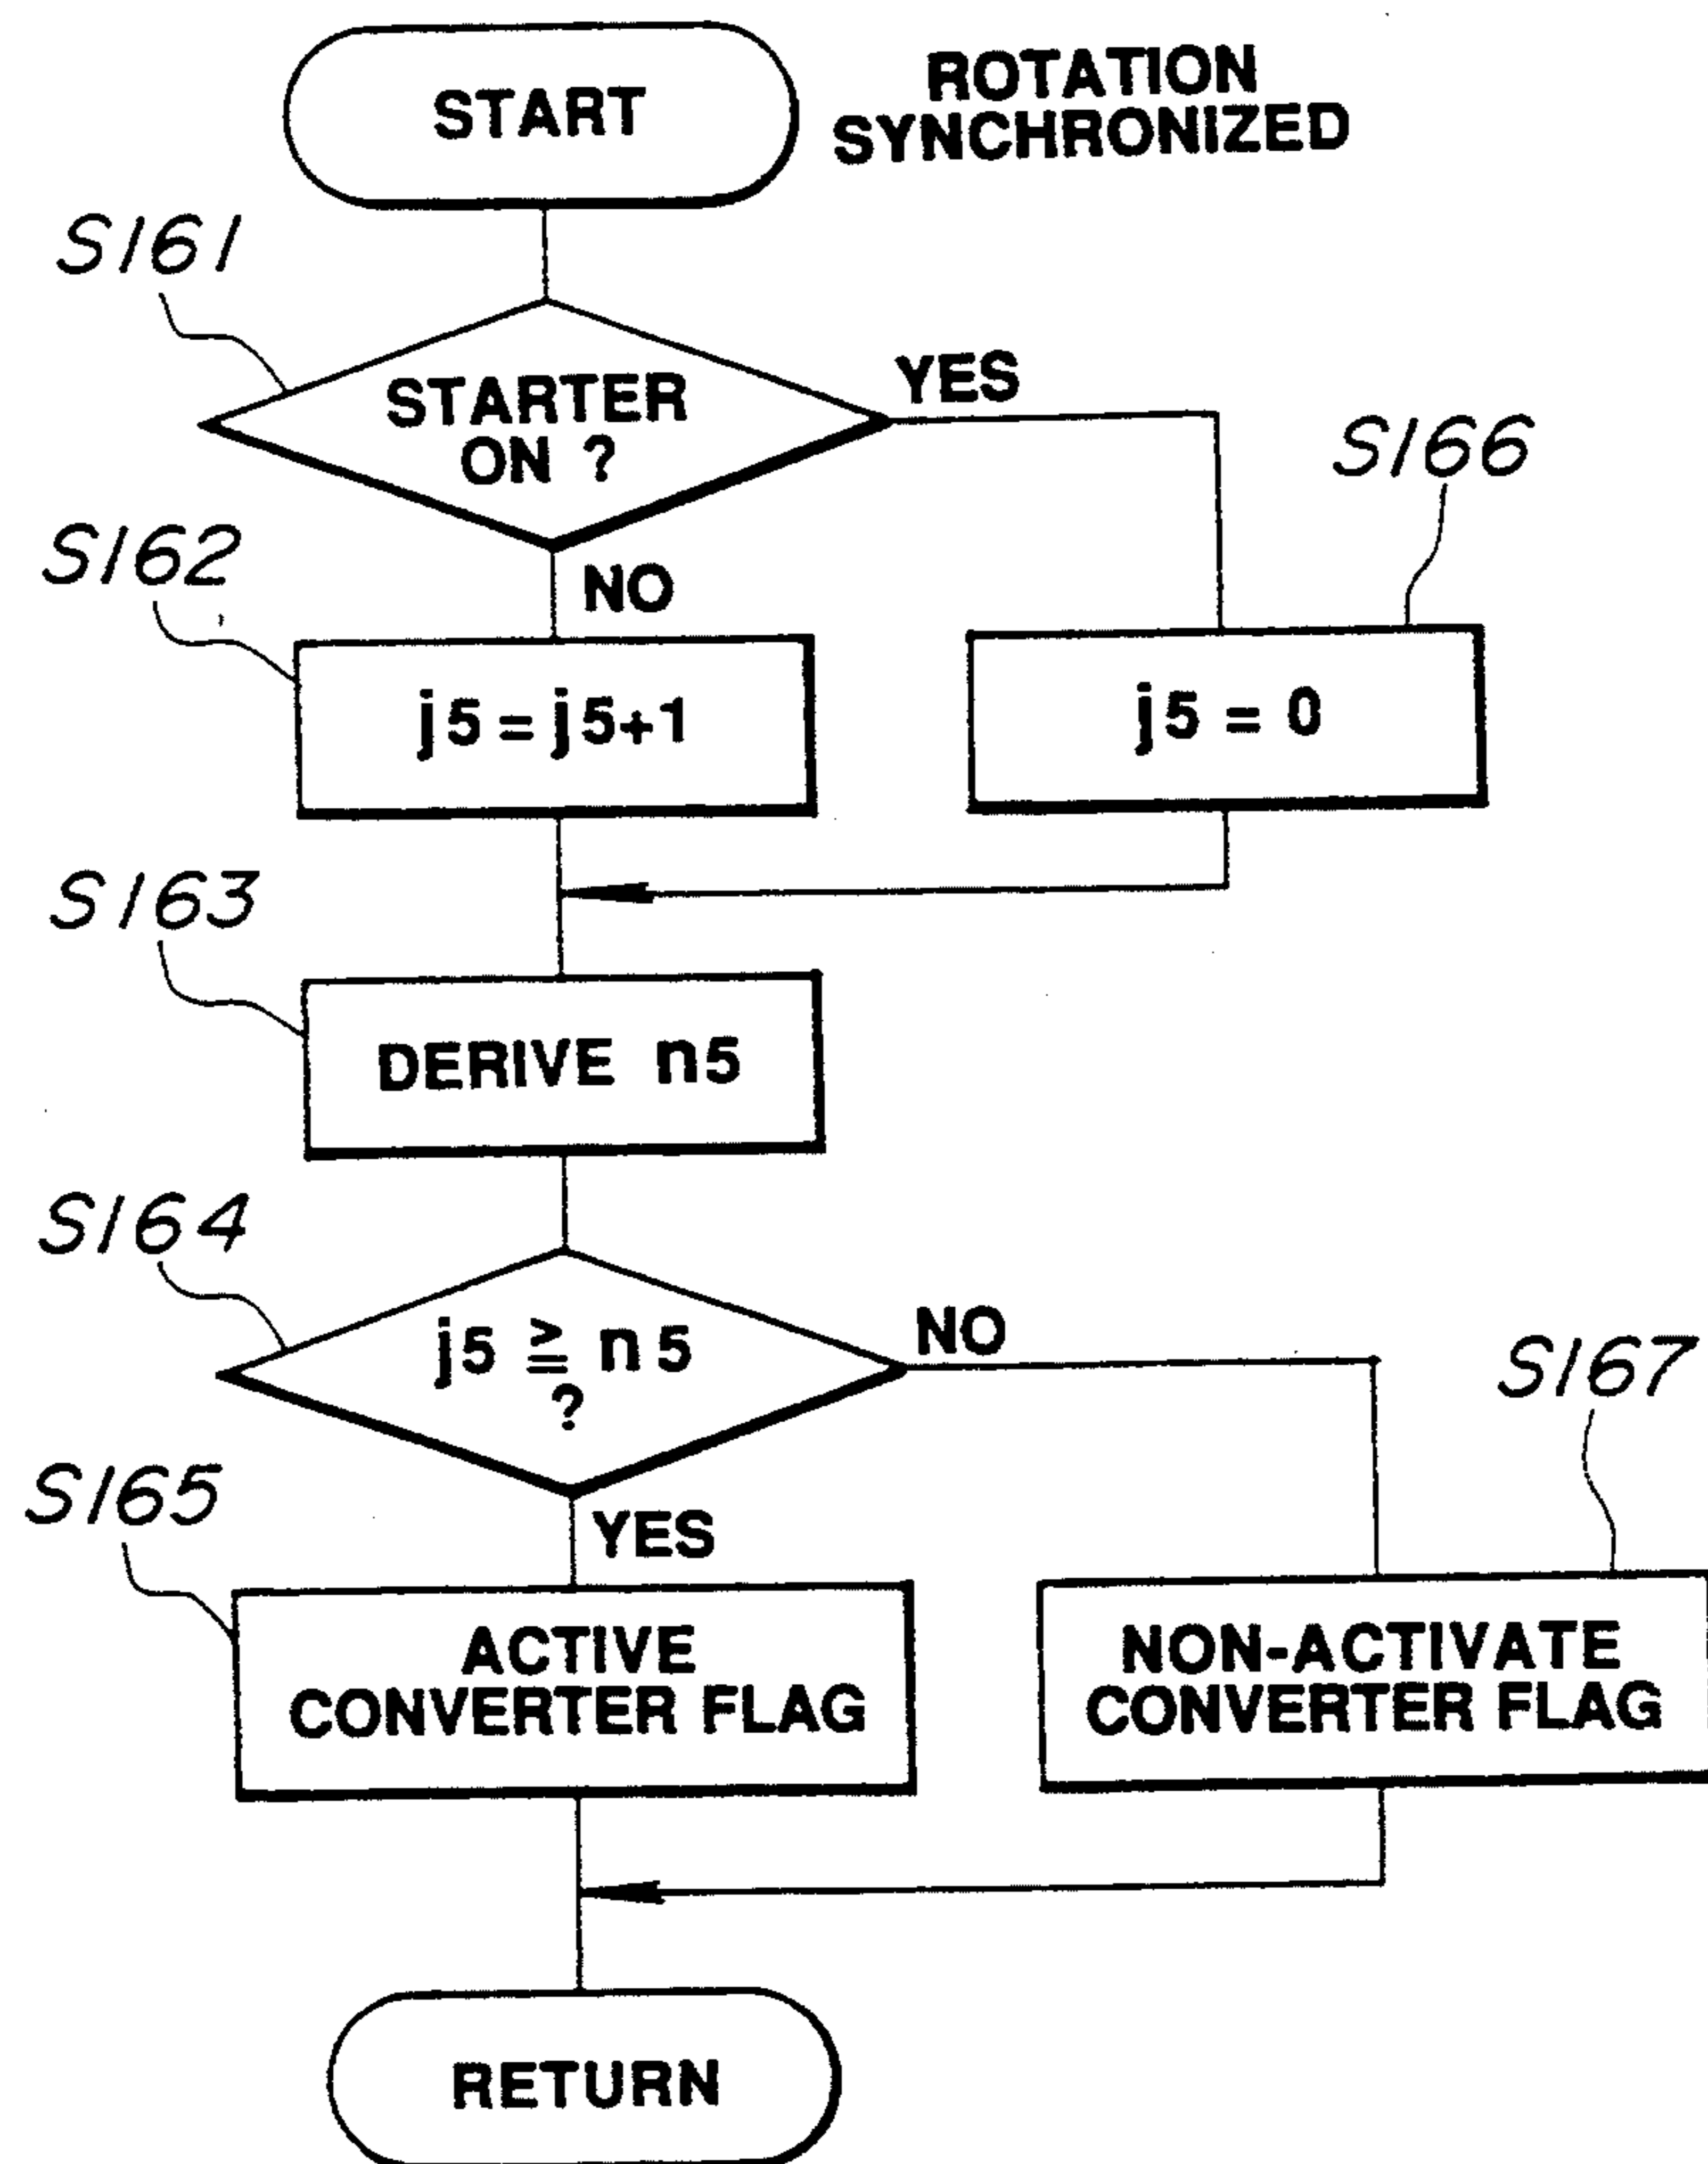 START
ROTATION
SYNCHRONIZED
S161
STARTER
ON ?
YES
S166
S162
NO
j5 = j5+1
j5 = 0
S163
DERIVE n5
S164
j5 ≧ n5
?
NO
S167
S165
YES
ACTIVE
CONVERTER FLAG
NON-ACTIVATE
CONVERTER FLAG
RETURN